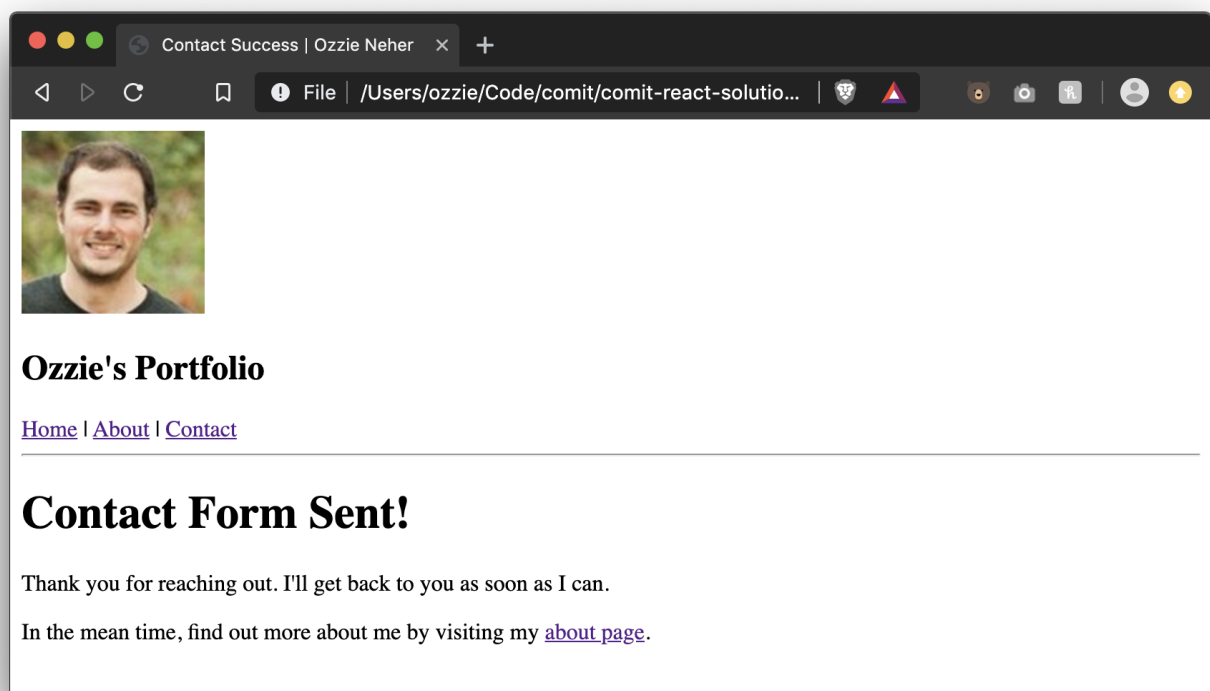 Contact Success | Ozzie Neher
File | /Users/ozzie/Code/comit/comit-react-solutio...
Ozzie's Portfolio
Home | About | Contact
Contact Form Sent!
Thank you for reaching out. I'll get back to you as soon as I can.
In the mean time, find out more about me by visiting my about page.